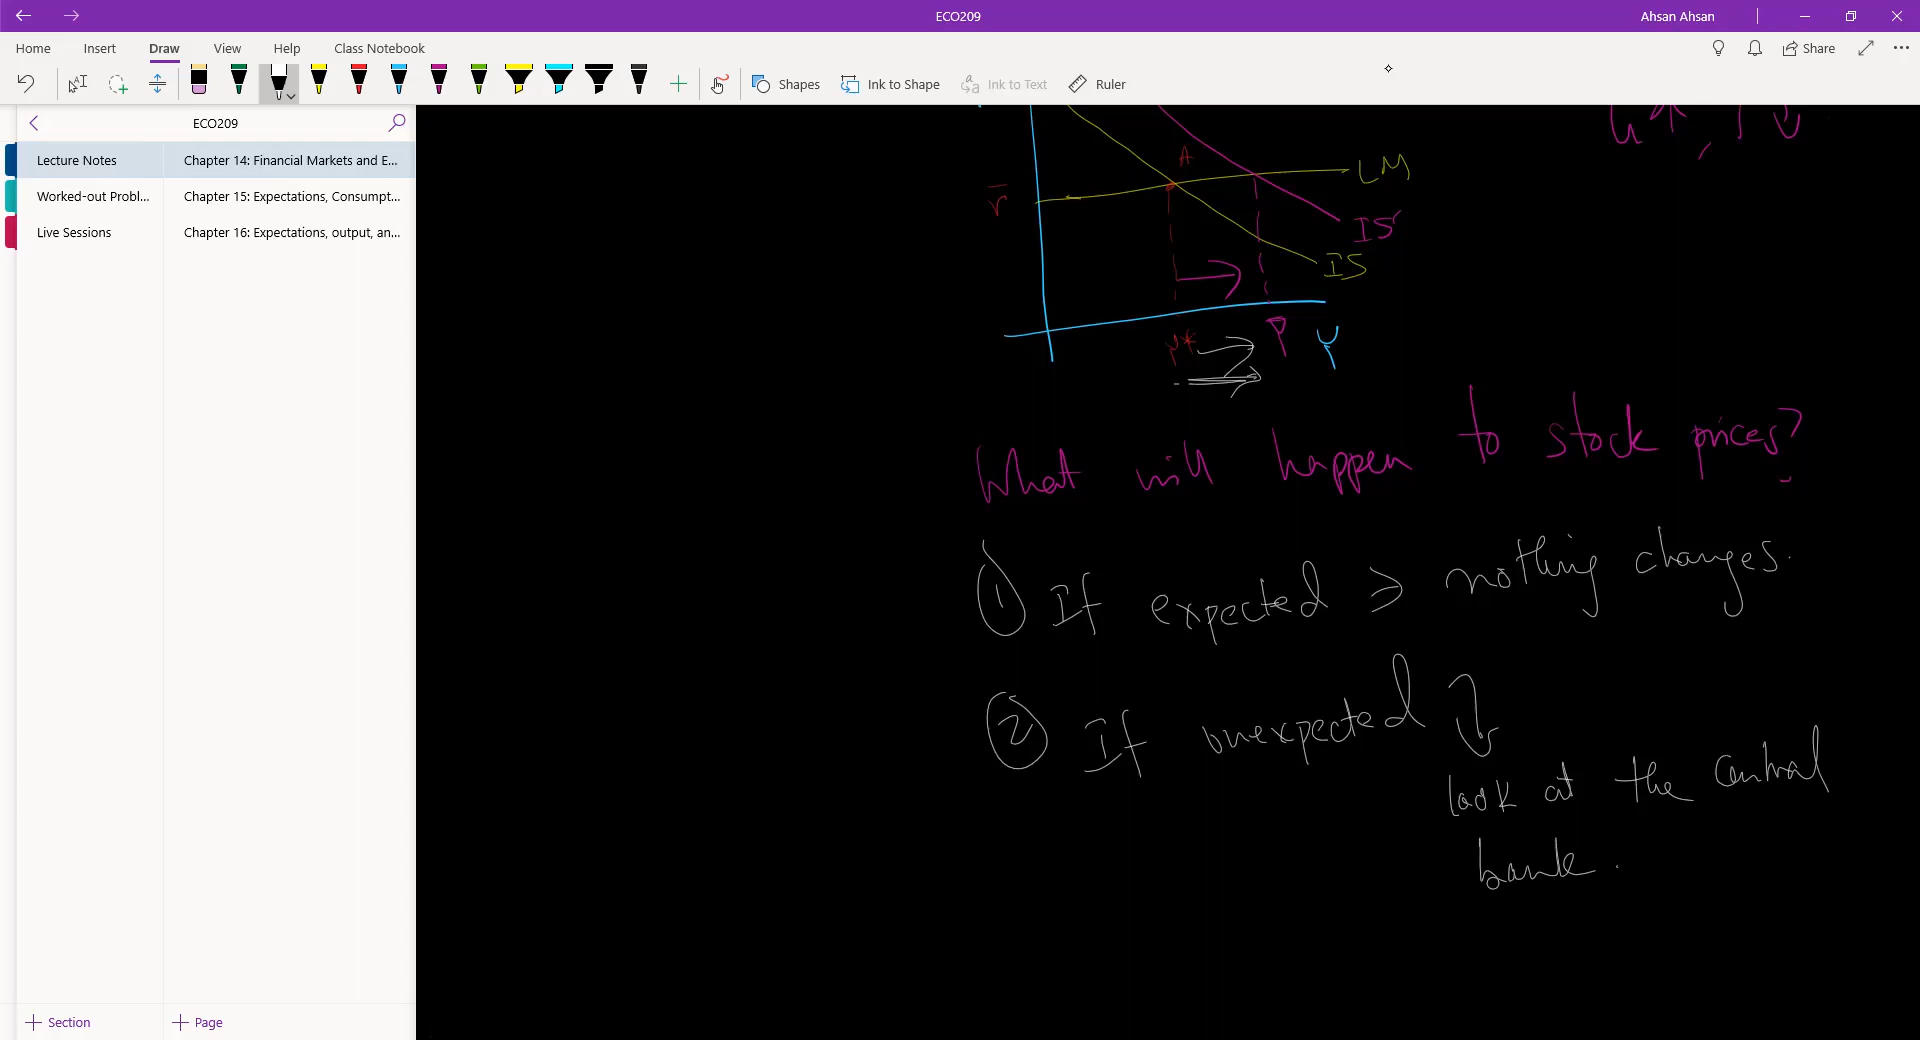 ECO209
Ahsan Ahsan
Home Insert Draw View Help Class Notebook
Share
Shapes Ink to Shape Ink to Text Ruler
ECO209
Lecture Notes
Worked-out Probl...
Live Sessions
Chapter 14: Financial Markets and E...
Chapter 15: Expectations, Consumpt...
Chapter 16: Expectations, output, an...
A
LM
r̅
IS'
IS
Y*
Y
What will happen to stock prices?
① If expected ⇒ nothing changes.
② If unexpected
look at the central
bank.
Section
Page